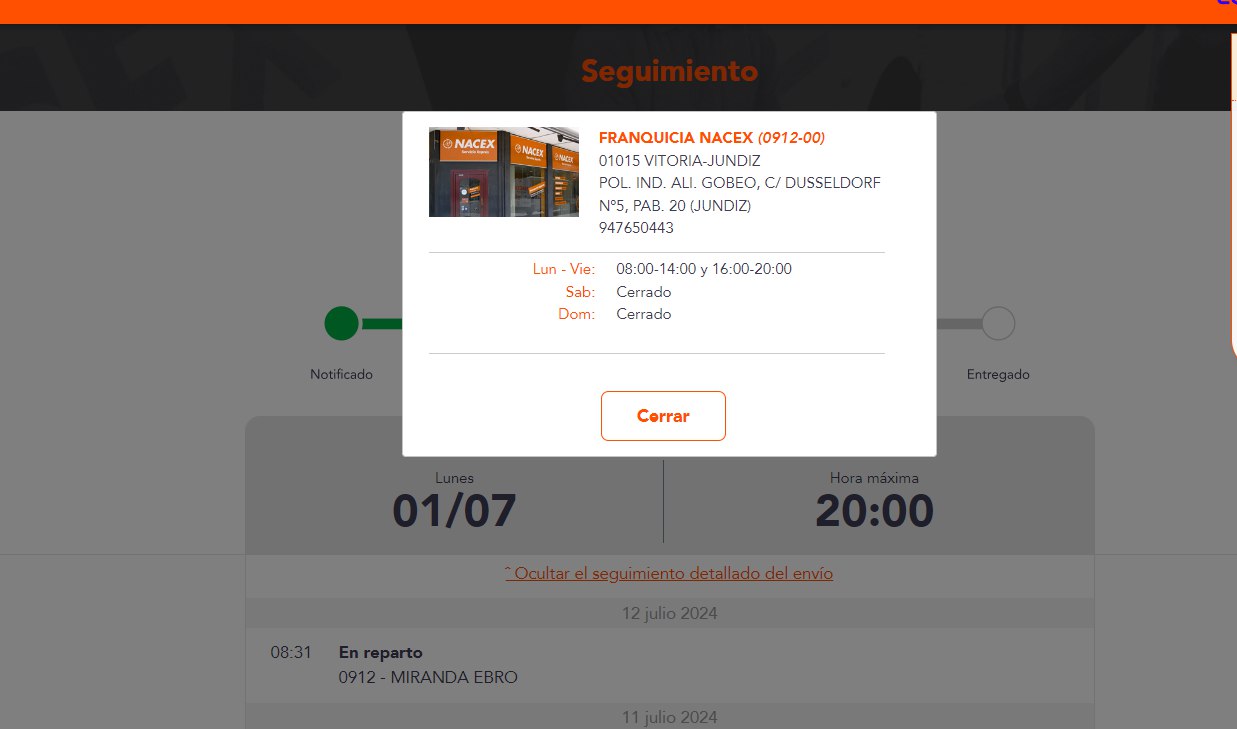 Seguimiento
NACEX
NACEX
NACEX
FRANQUICIA NACEX (0912-00)
01015 VITORIA-JUNDIZ
POL. IND. ALI. GOBEO, C/ DUSSELDORF
Nº5, PAB. 20 (JUNDIZ)
947650443
Lun - Vie: 08:00-14:00 y 16:00-20:00
Sab: Cerrado
Dom: Cerrado
Notificado
Entregado
Cerrar
Lunes
01/07
Hora máxima
20:00
ˆ Ocultar el seguimiento detallado del envío
12 julio 2024
08:31 En reparto
0912 - MIRANDA EBRO
11 julio 2024